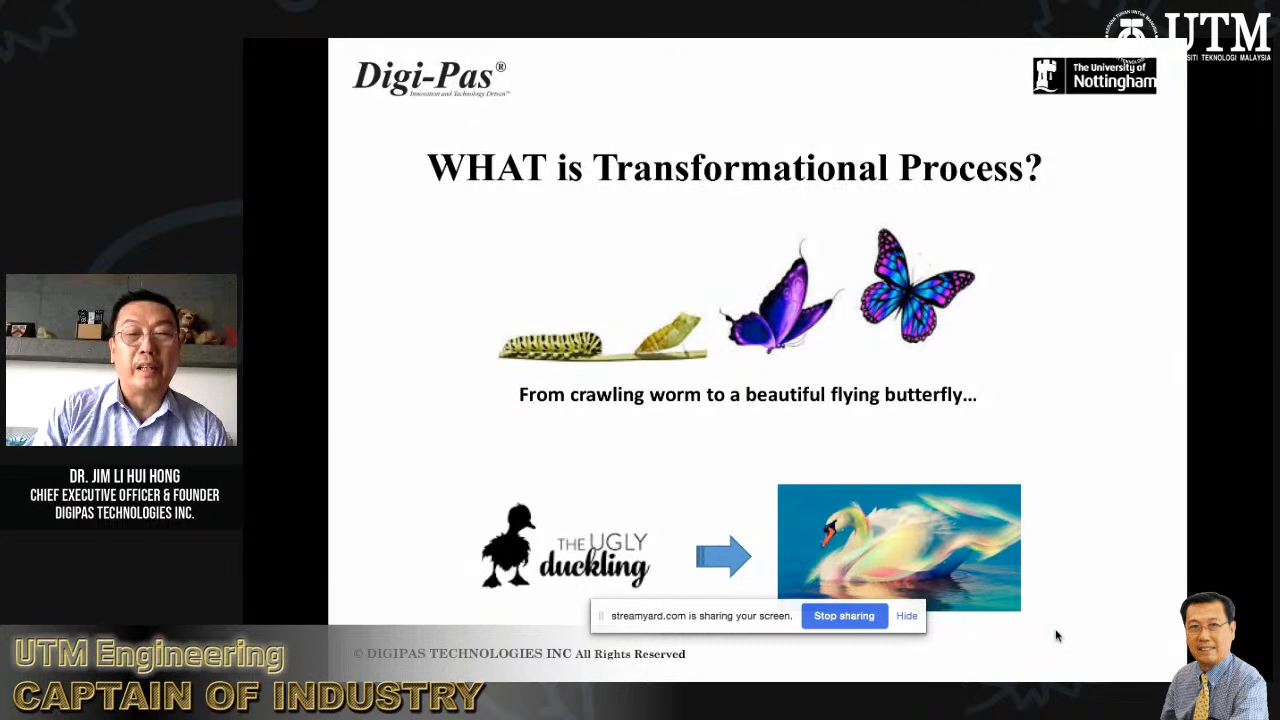 UTM
SITI TEKNOLOGI MALAYSIA
Digi-Pas®
Innovation and Technology Driven™
The University of
Nottingham
WHAT is Transformational Process?
From crawling worm to a beautiful flying butterfly...
DR. JIM LI HUI HONG
CHIEF EXECUTIVE OFFICER & FOUNDER
DIGIPAS TECHNOLOGIES INC.
THE UGLY
duckling
streamyard.com is sharing your screen. Stop sharing Hide
© DIGIPAS TECHNOLOGIES INC All Rights Reserved
UTM Engineering
CAPTAIN OF INDUSTRY